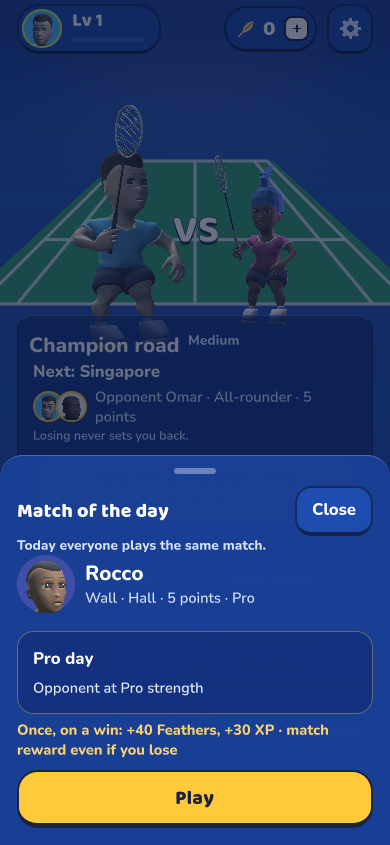 Lv 1
0
+
VS
Champion road Medium
Next: Singapore
Opponent Omar · All-rounder · 5
points
Losing never sets you back.
Match of the day
Close
Today everyone plays the same match.
Rocco
Wall · Hall · 5 points · Pro
Pro day
Opponent at Pro strength
Once, on a win: +40 Feathers, +30 XP · match
reward even if you lose
Play